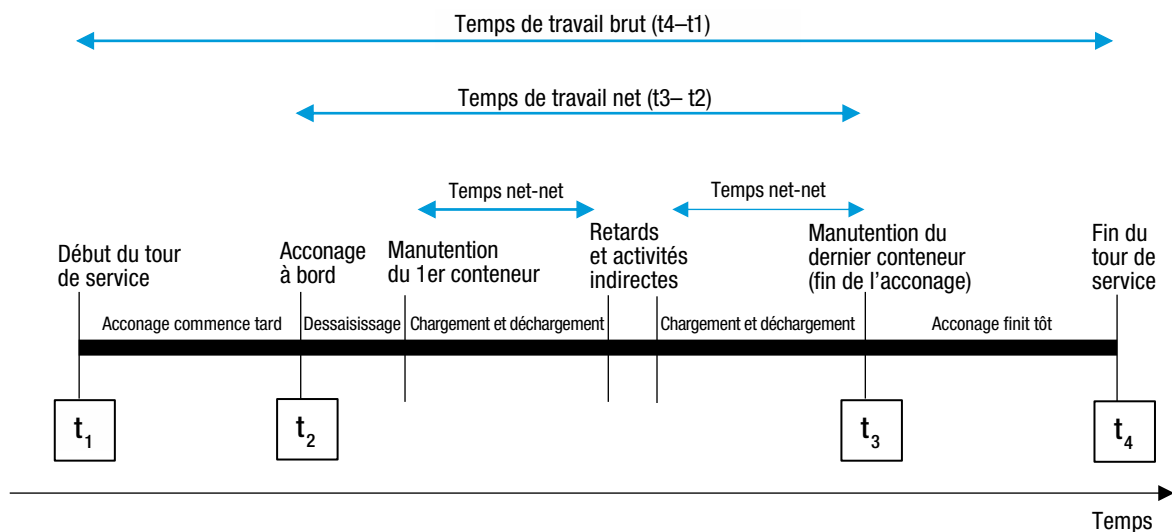 Temps de travail brut (t4–t1)
Temps de travail net (t3– t2)
Temps net-net
Temps net-net
Début du tour
de service
Acconage
à bord
Manutention
du 1er conteneur
Retards
et activités
indirectes
Manutention du
dernier conteneur
(fin de l'acconage)
Fin du
tour de
service
Acconage commence tard
Dessaisissage
Chargement et déchargement
Chargement et déchargement
Acconage finit tôt
t1
t2
t3
t4
Temps